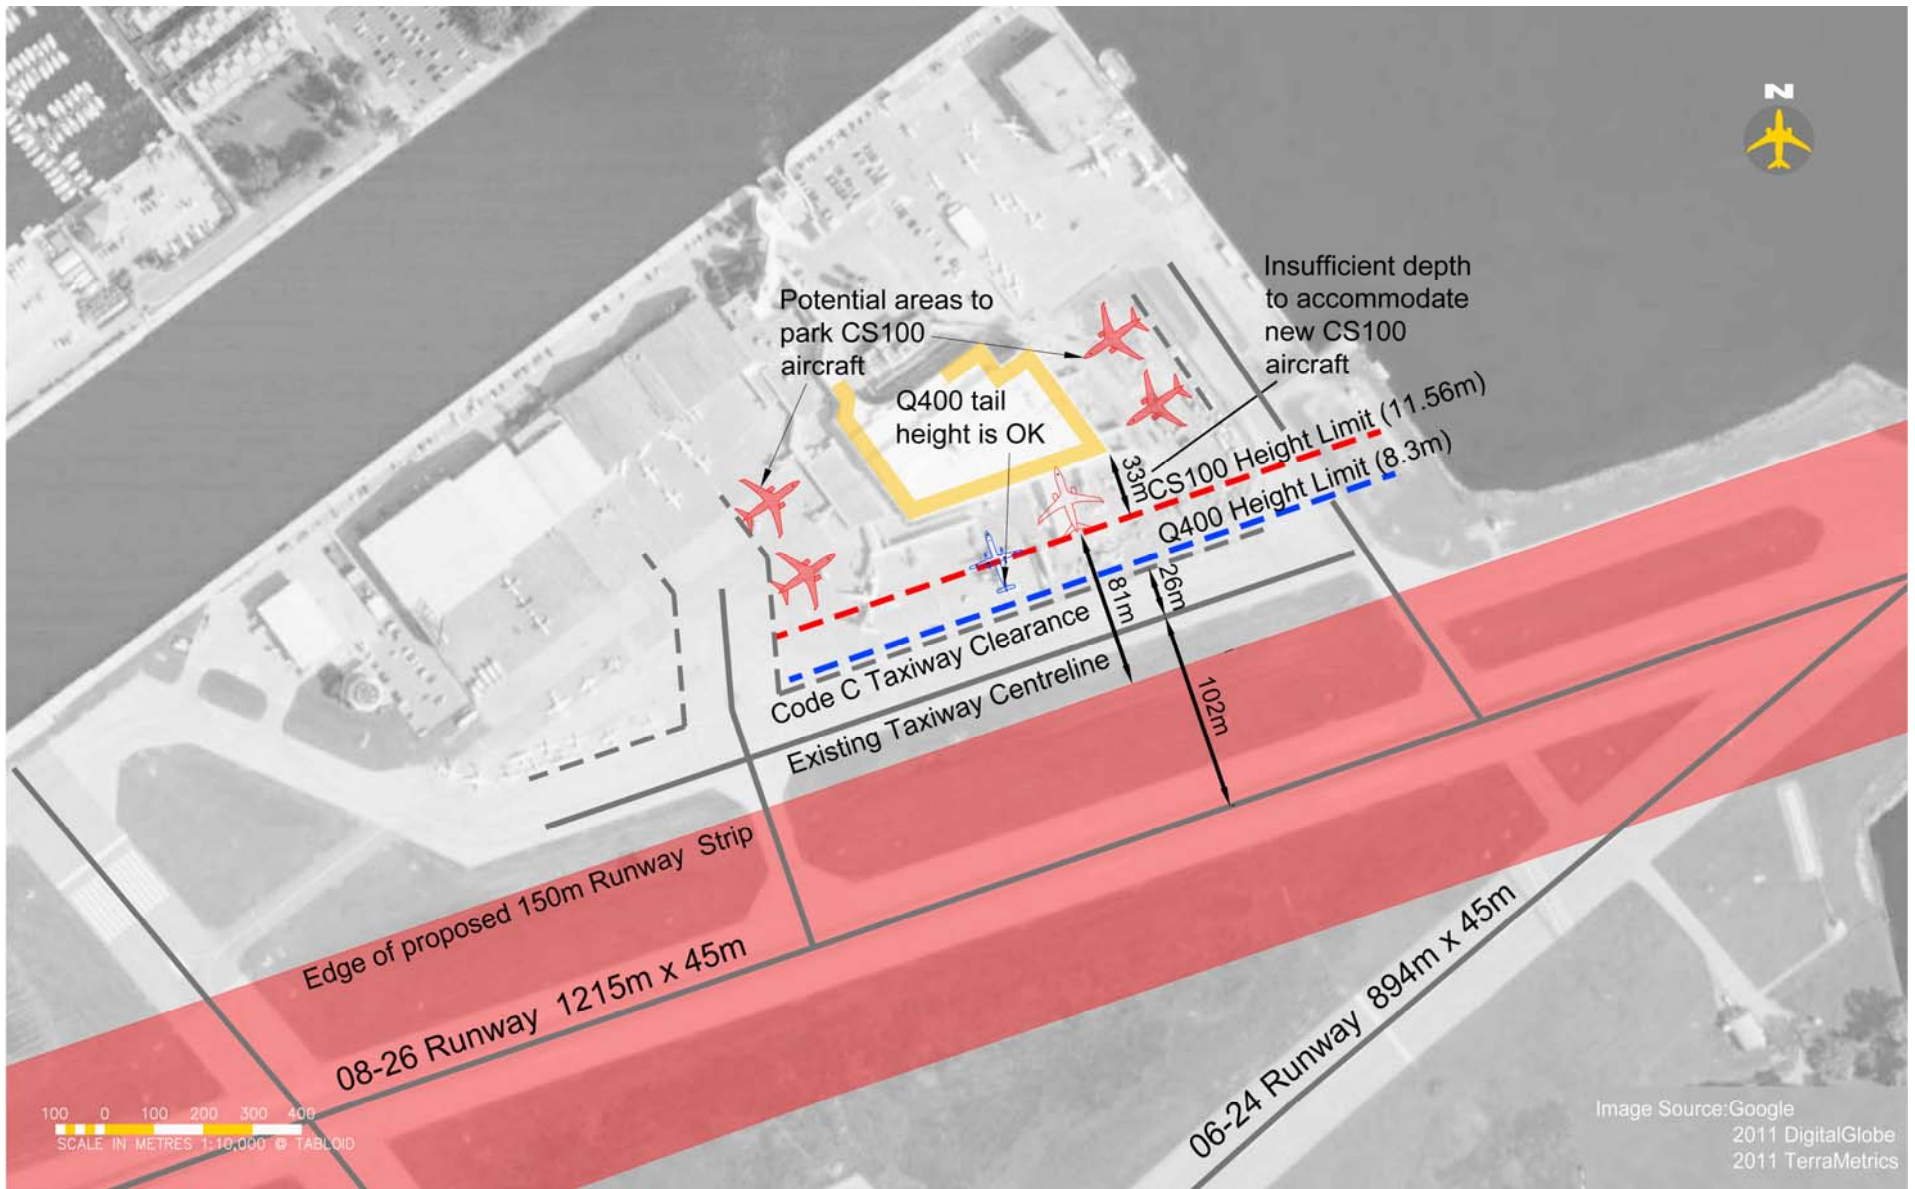 N
Insufficient depth
to accommodate
new CS100
aircraft
Potential areas to
park CS100
aircraft
Q400 tail
height is OK
CS100 Height Limit (11.56m)
Q400 Height Limit (8.3m)
33m
81m
26m
102m
Code C Taxiway Clearance
Existing Taxiway Centreline
Edge of proposed 150m Runway Strip
08-26 Runway 1215m x 45m
06-24 Runway 894m x 45m
100 0 100 200 300 400
SCALE IN METRES 1:10,000 @ TABLOID
Image Source:Google
2011 DigitalGlobe
2011 TerraMetrics